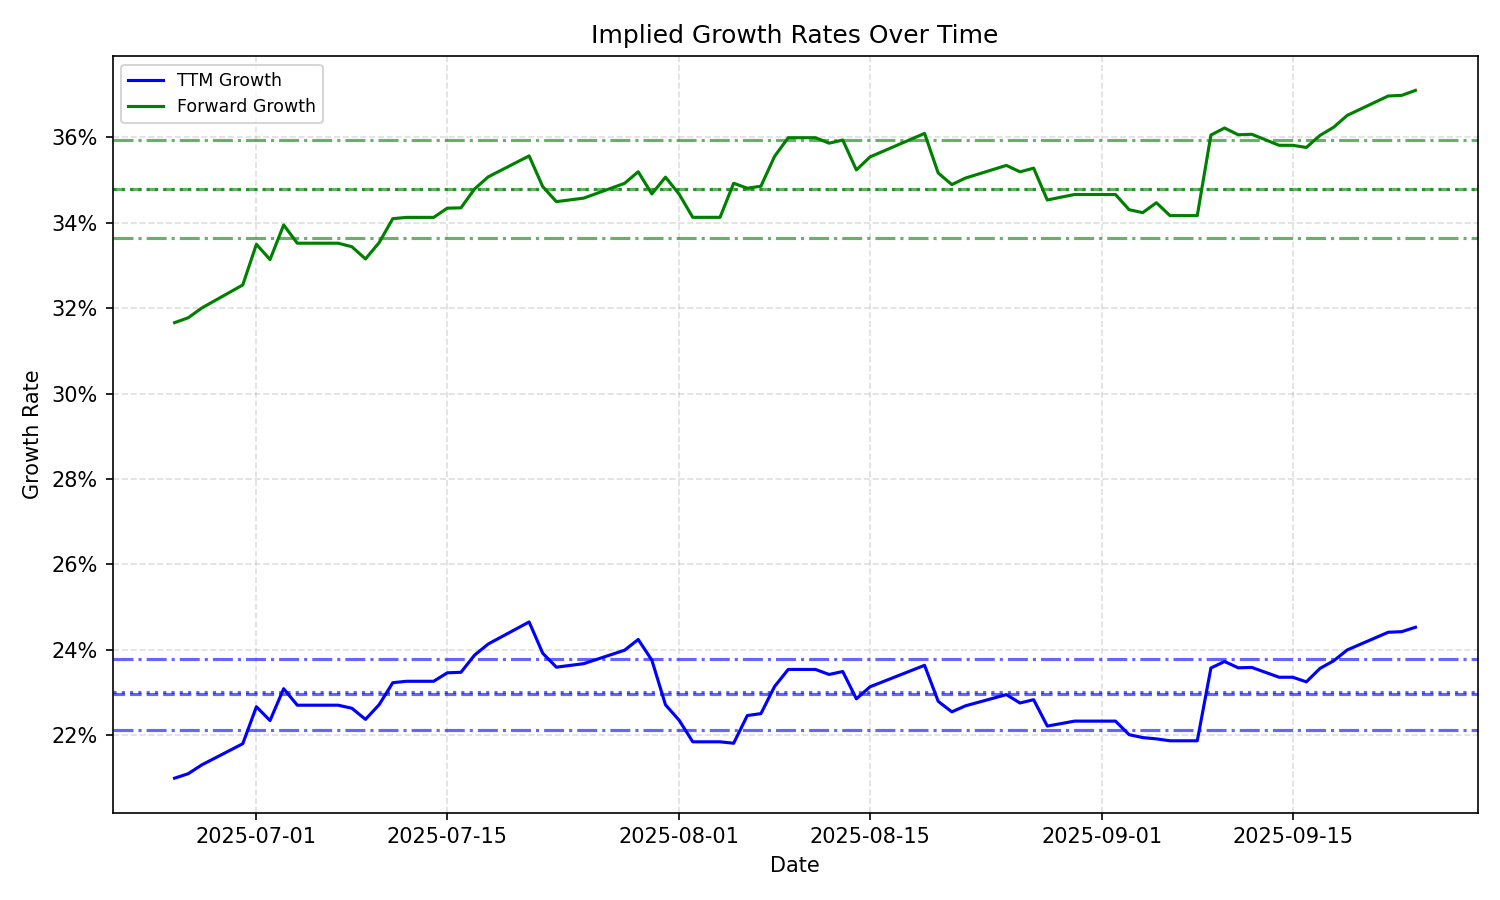 Implied Growth Rates Over Time
TTM Growth
Forward Growth
36%
34%
32%
30%
28%
26%
24%
22%
Growth Rate
2025-07-01 2025-07-15 2025-08-01 2025-08-15 2025-09-01 2025-09-15
Date